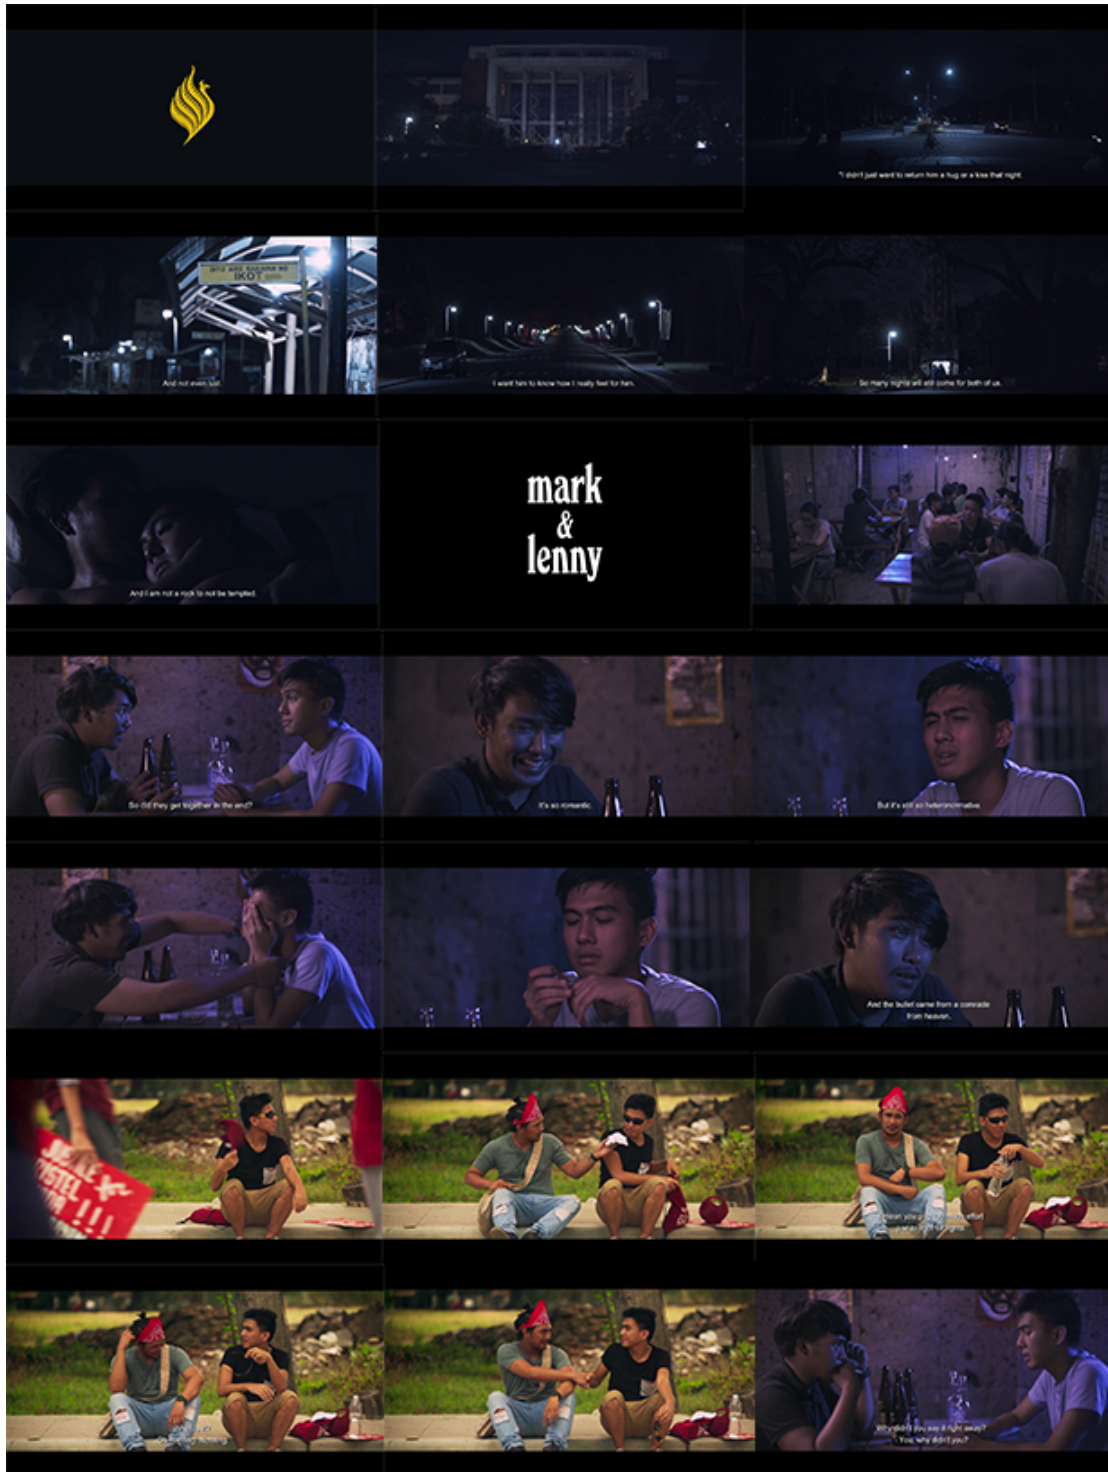 "I didn't just want to return him a hug or a kiss that night.
IKOT
And not even lust.
I want him to know how I really feel for him.
So many nights will still come for both of us.
And I am not a rock to not be tempted.
mark
&
lenny
So did they get together in the end?
It's so romantic.
But it's still so heteronormative.
And the bullet came from a comrade
from heaven.
!!!
Why didn't you say it right away?
You, why didn't you?